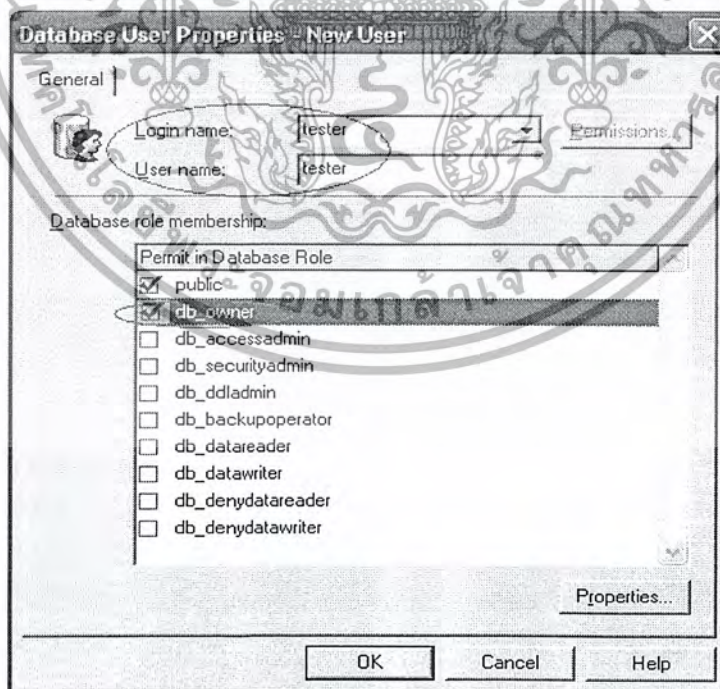 Database User Properties - New User
General
Login name: tester Permissions...
User name: tester
Database role membership:
Permit in Database Role
public
db_owner
db_accessadmin
db_securityadmin
db_ddladmin
db_backupoperator
db_datareader
db_datawriter
db_denydatareader
db_denydatawriter
Properties...
OK Cancel Help